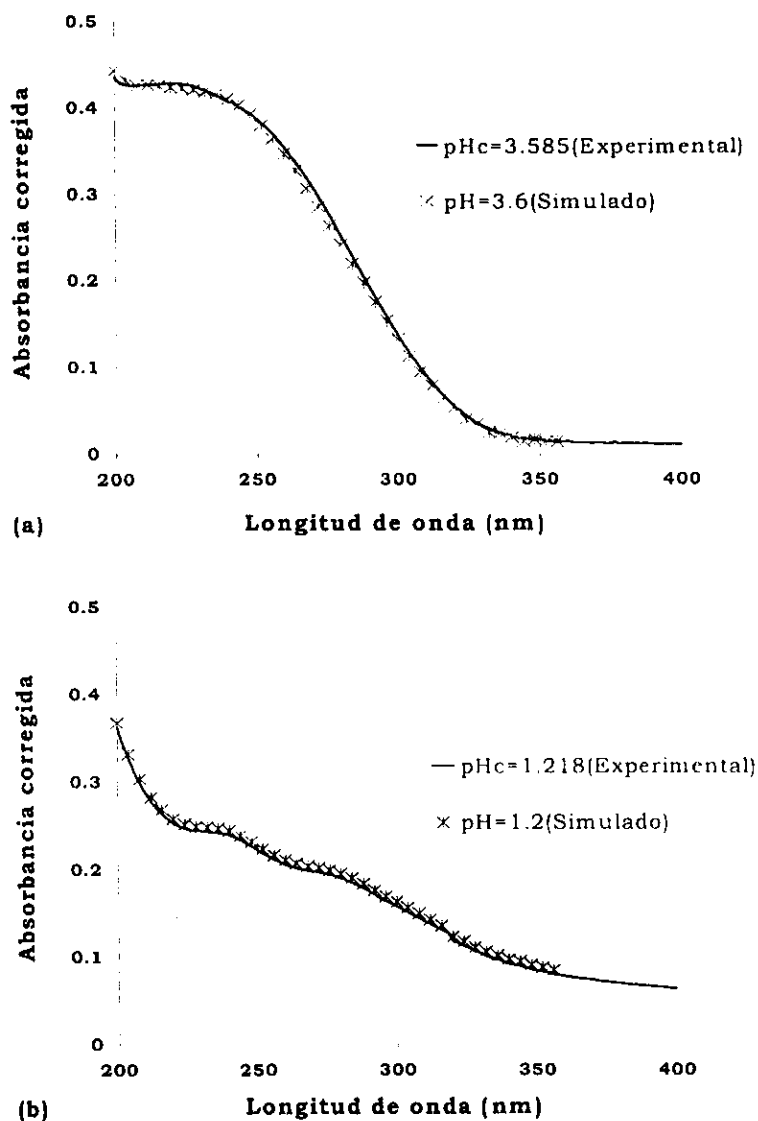 0.5
0.4
0.3
0.2
0.1
0
Absorbancia corregida
pHc=3.585(Experimental)
pH=3.6(Simulado)
200 250 300 350 400
(a) Longitud de onda (nm)
0.5
0.4
0.3
0.2
0.1
0
Absorbancia corregida
pHc=1.218(Experimental)
pH=1.2(Simulado)
200 250 300 350 400
(b) Longitud de onda (nm)